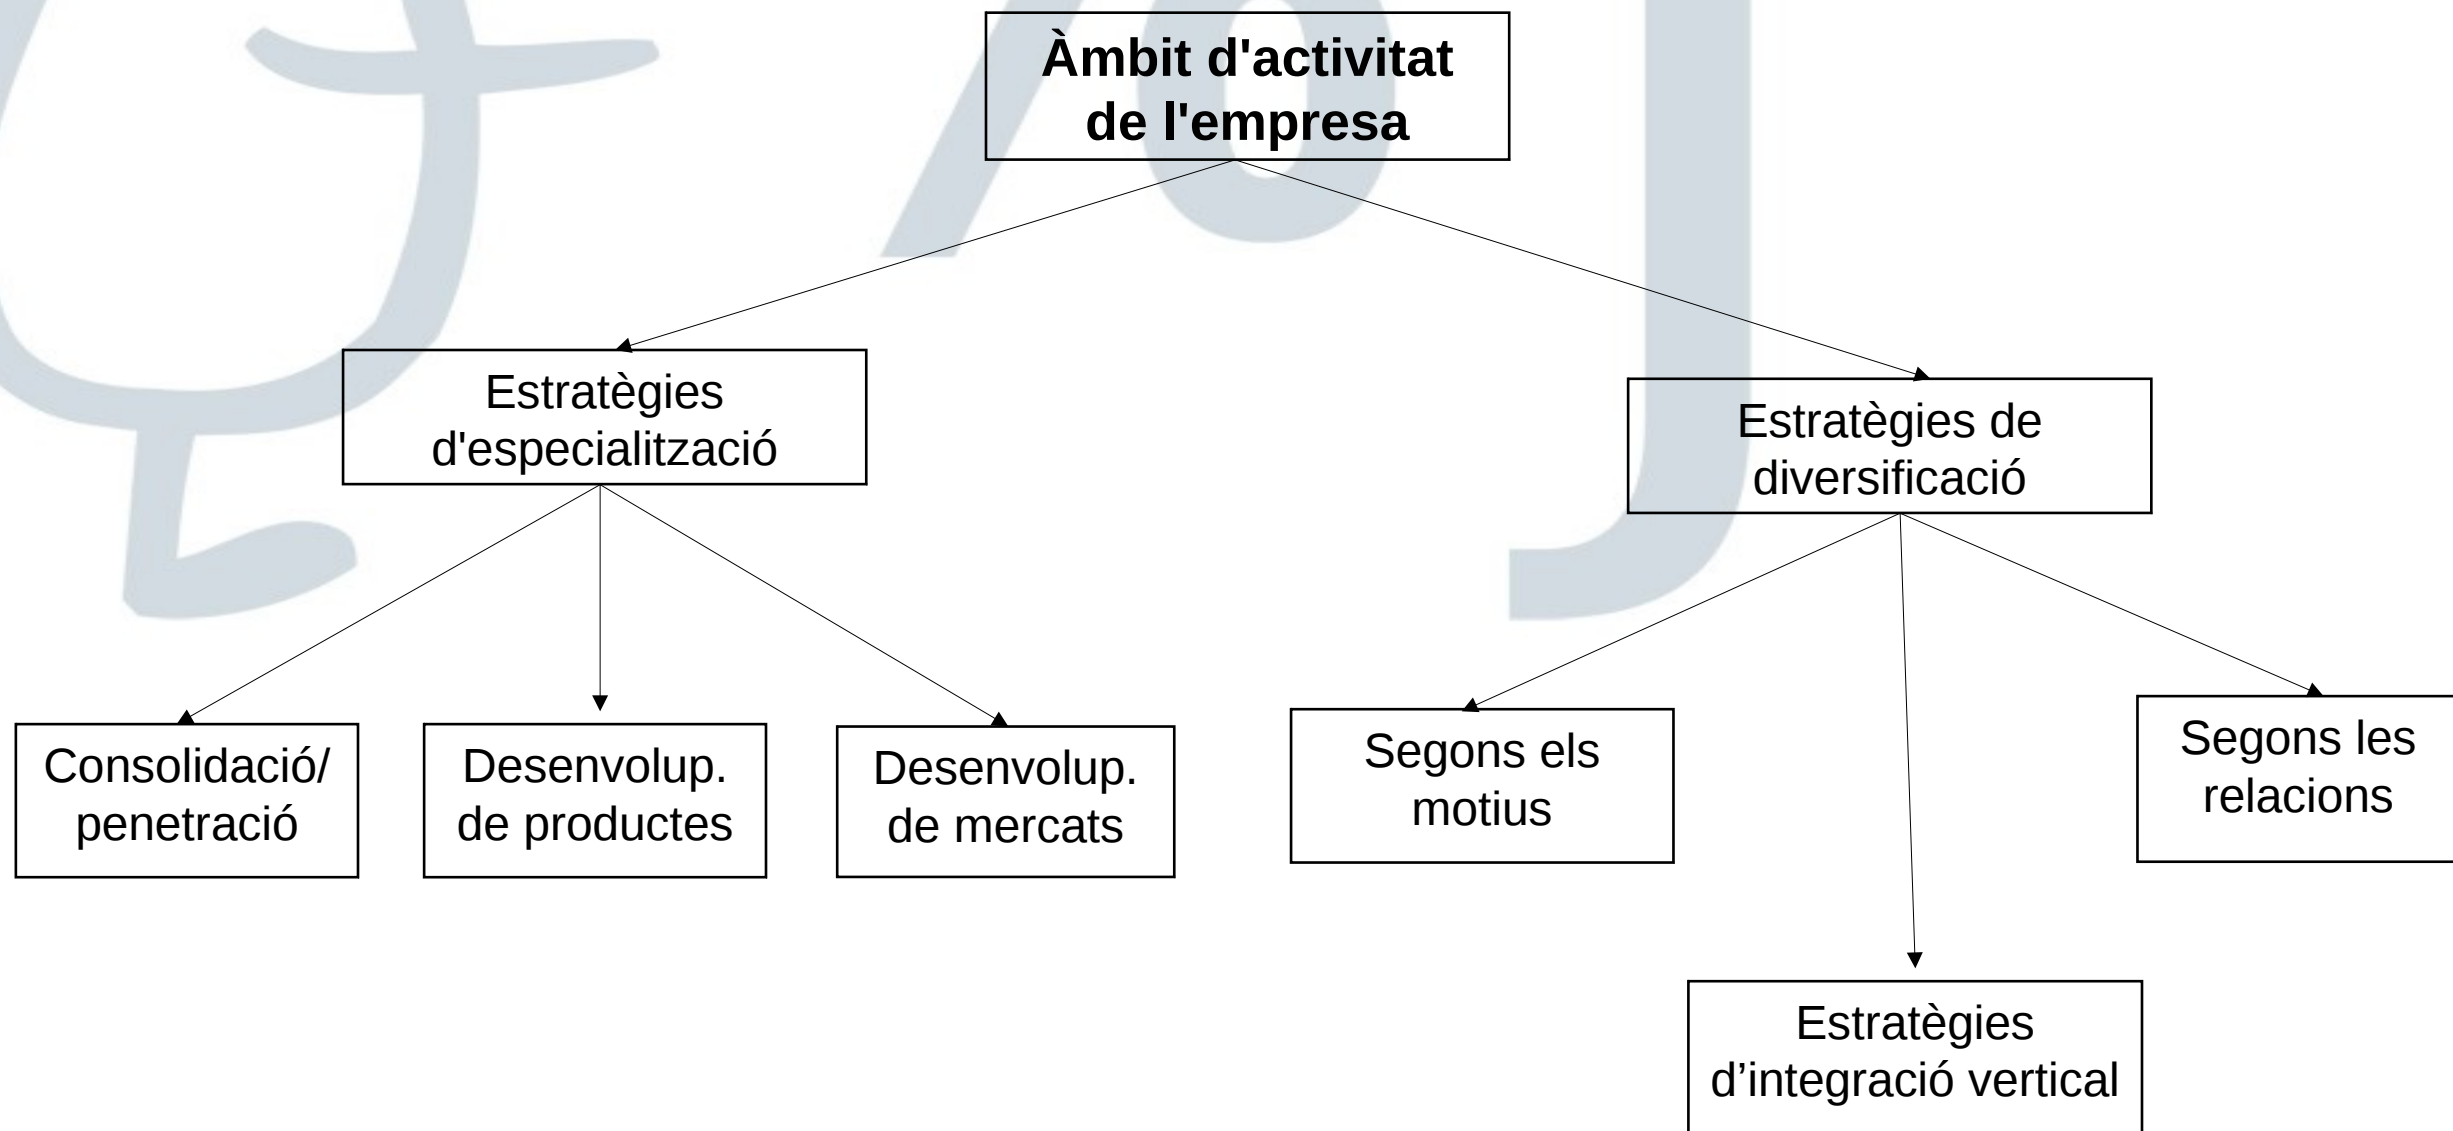 Àmbit d'activitat
de l'empresa
Estratègies
d'especialització
Estratègies de
diversificació
Consolidació/
penetració
Desenvolup.
de productes
Desenvolup.
de mercats
Segons els
motius
Segons les
relacions
Estratègies
d’integració vertical